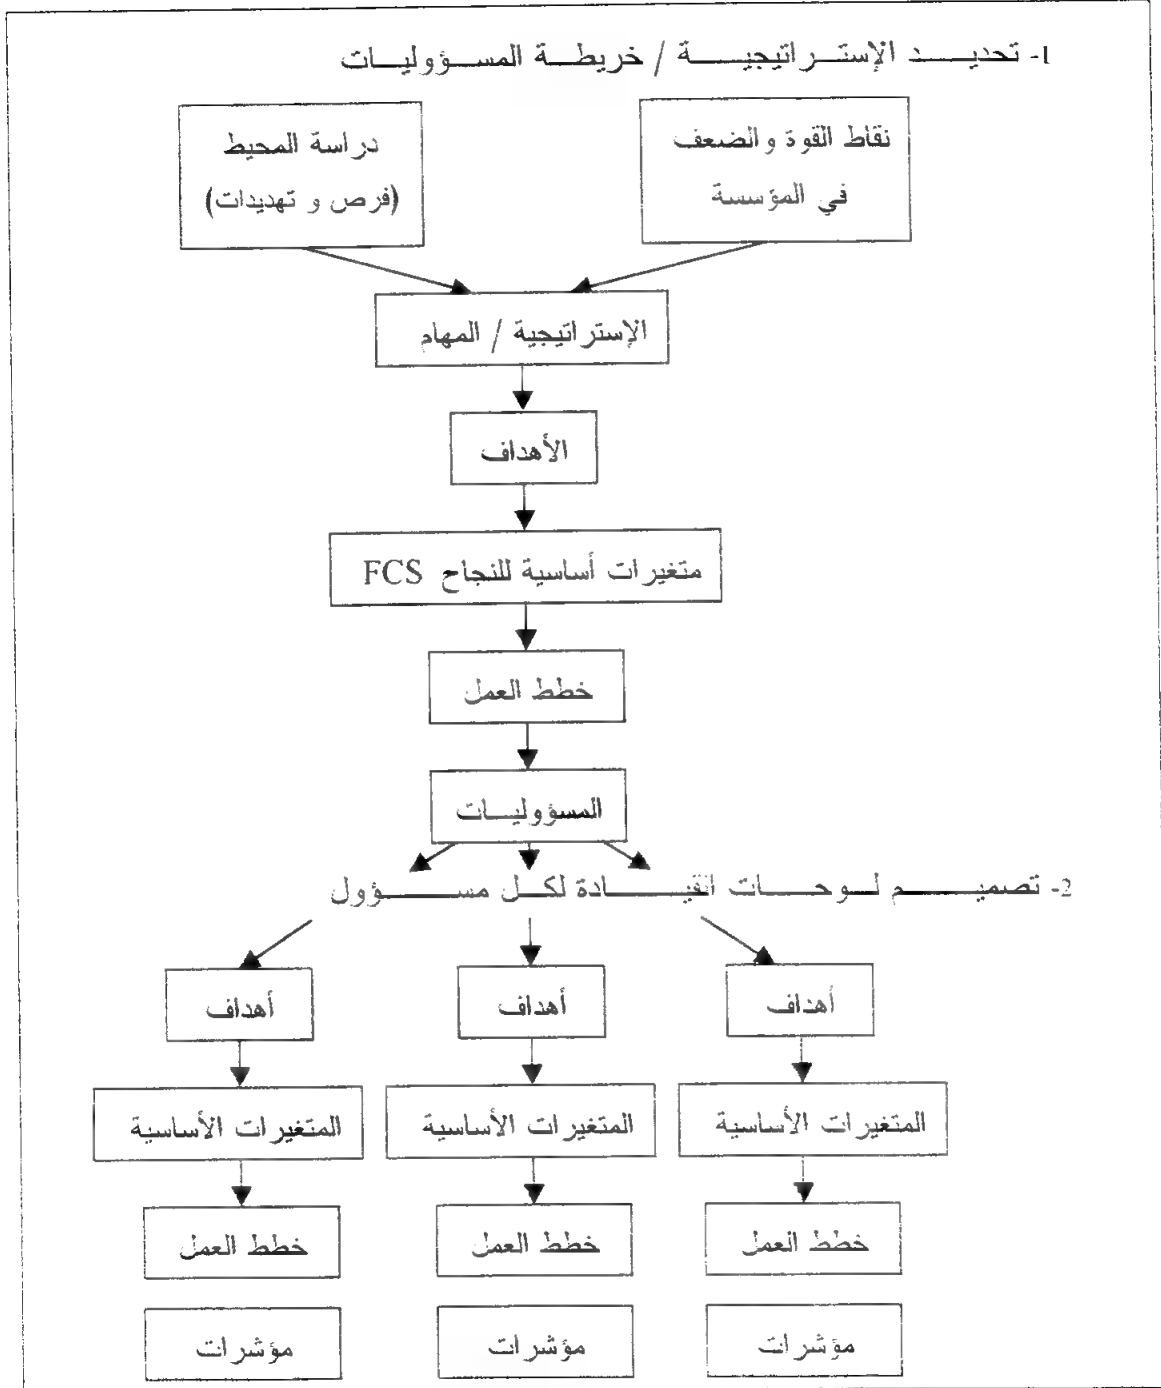 1- تحديد الإستراتيجية / خريطة المسؤوليات
نقاط القوة والضعف
في المؤسسة
دراسة المحيط
(فرص و تهديدات)
الإستراتيجية / المهام
الأهداف
متغيرات أساسية للنجاح FCS
خطط العمل
المسؤوليات
2- تصميم لوحات القيادة لكل مسؤول
أهداف
أهداف
أهداف
المتغيرات الأساسية
المتغيرات الأساسية
المتغيرات الأساسية
خطط العمل
خطط العمل
خطط العمل
مؤشرات
مؤشرات
مؤشرات